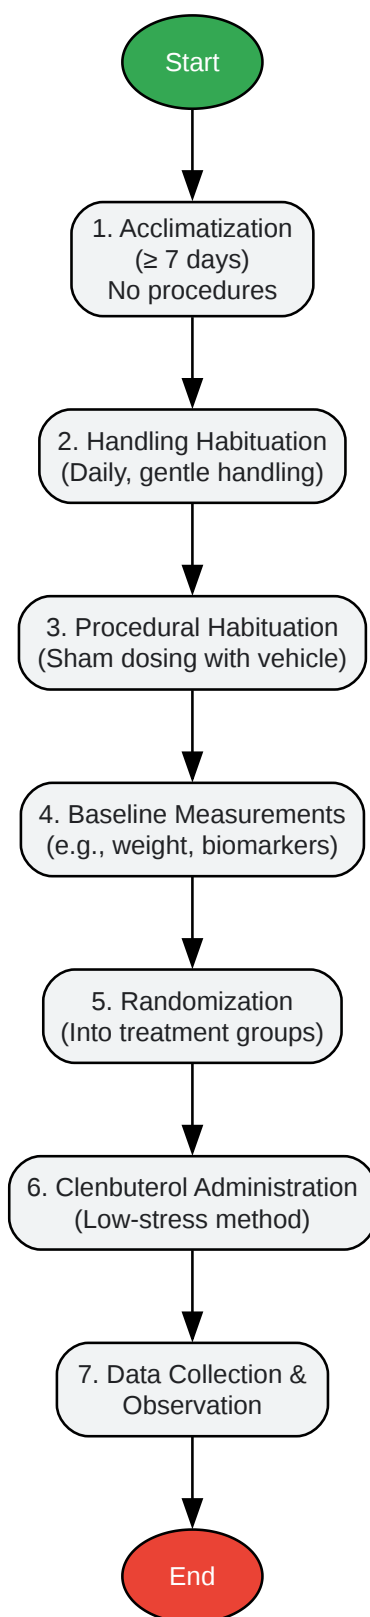 Start
1. Acclimatization
(≥ 7 days)
No procedures
2. Handling Habituation
(Daily, gentle handling)
3. Procedural Habituation
(Sham dosing with vehicle)
4. Baseline Measurements
(e.g., weight, biomarkers)
5. Randomization
(Into treatment groups)
6. Clenbuterol Administration
(Low-stress method)
7. Data Collection &
Observation
End